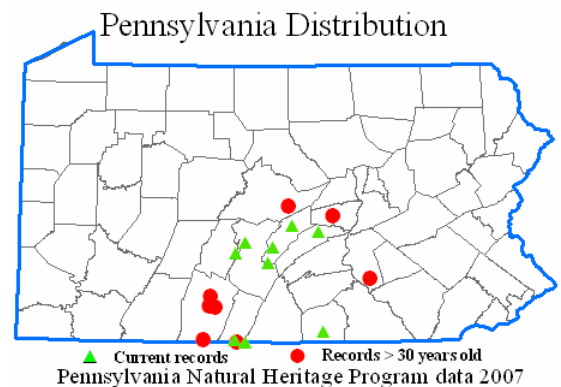 Pennsylvania Distribution
Current records Records > 30 years old
Pennsylvania Natural Heritage Program data 2007